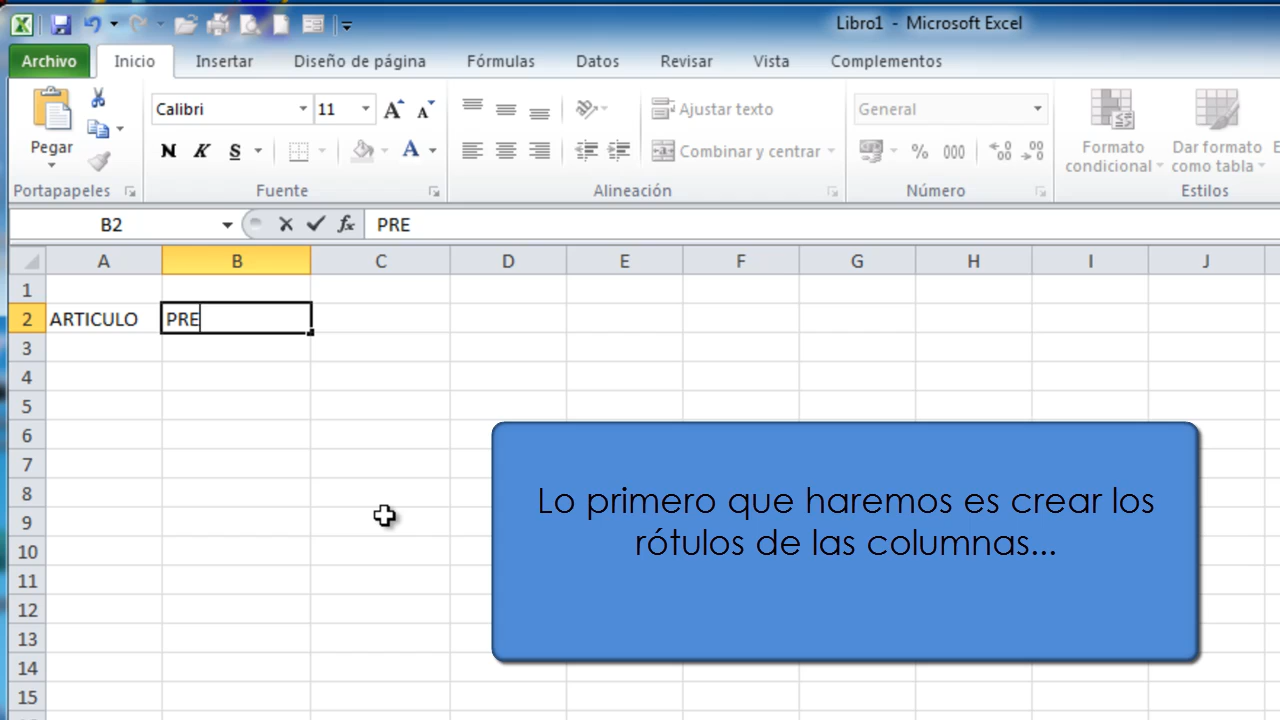 Libro1 - Microsoft Excel
Archivo Inicio Insertar Diseño de página Fórmulas Datos Revisar Vista Complementos
Calibri 11 Ajustar texto General
Pegar N K S A Combinar y centrar % 000 Formato condicional Dar formato como tabla
Portapapeles Fuente Alineación Número Estilos
B2 fx PRE
A B C D E F G H I J
1
2 ARTICULO PRE
3
4
5
6
7
8
9
10
11
12
13
14
15
Lo primero que haremos es crear los
rótulos de las columnas...